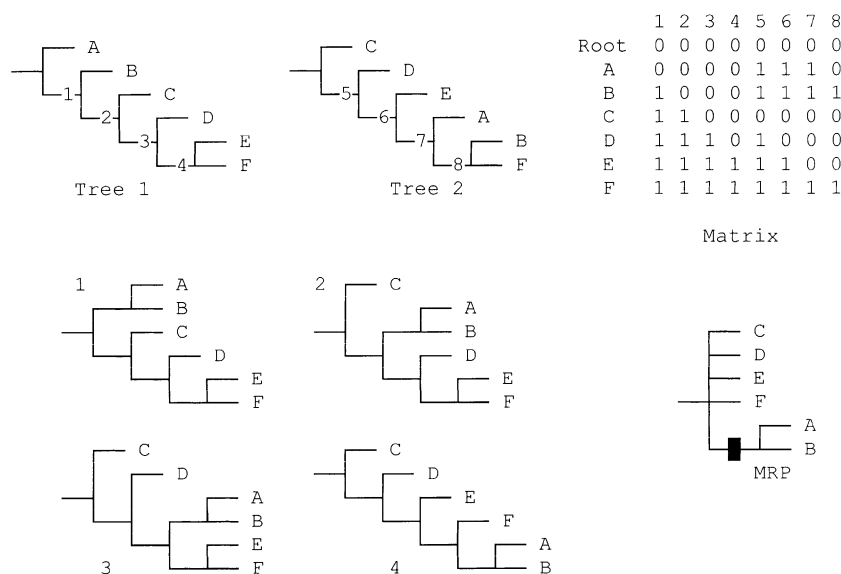 A
B
1
C
2
D
3
E
4
F
Tree 1
C
D
5
E
6
A
7
B
8
F
Tree 2
1 2 3 4 5 6 7 8
Root 0 0 0 0 0 0 0 0
A 0 0 0 0 1 1 1 0
B 1 0 0 0 1 1 1 1
C 1 1 0 0 0 0 0 0
D 1 1 1 0 1 0 0 0
E 1 1 1 1 1 1 0 0
F 1 1 1 1 1 1 1 1
Matrix
1
A
B
C
D
E
F
2
C
A
B
D
E
F
C
D
A
B
E
F
3
C
D
E
F
A
B
4
C
D
E
F
A
B
MRP